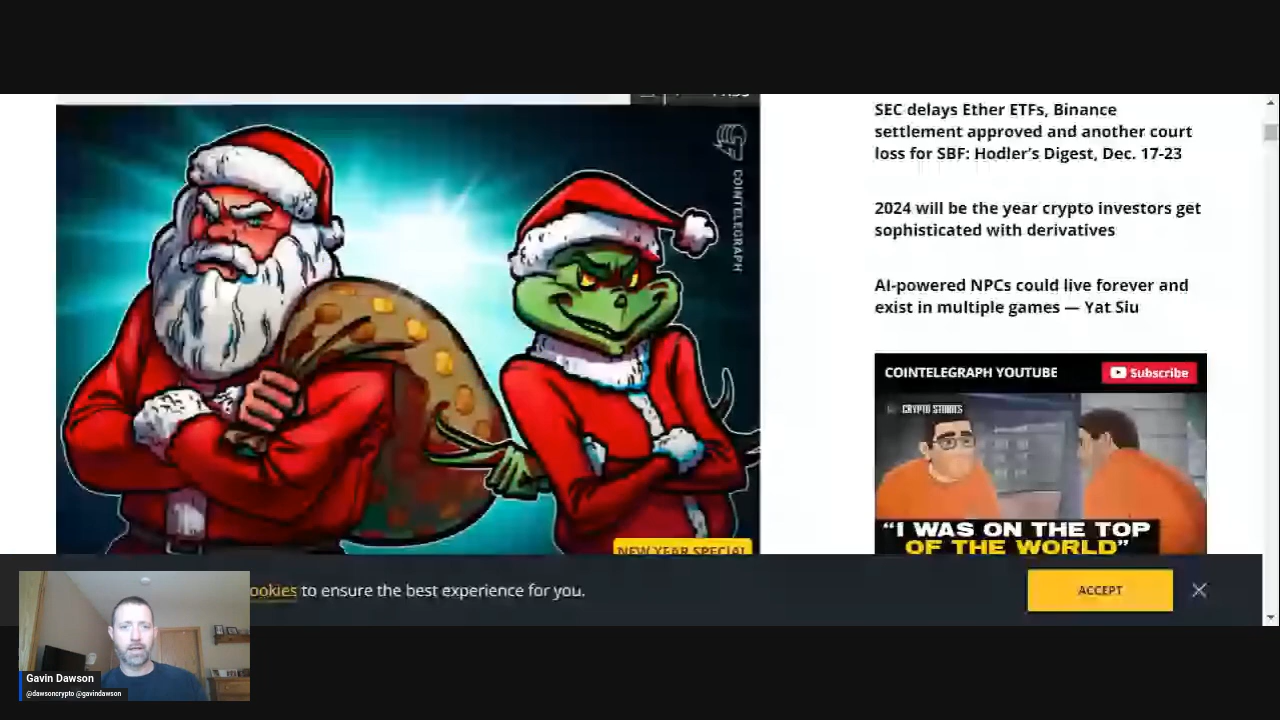 SEC delays Ether ETFs, Binance
settlement approved and another court
loss for SBF: Hodler's Digest, Dec. 17-23
2024 will be the year crypto investors get
sophisticated with derivatives
AI-powered NPCs could live forever and
exist in multiple games — Yat Siu
COINTELEGRAPH
COINTELEGRAPH YOUTUBE
Subscribe
CRYPTO STORIES
"I WAS ON THE TOP
OF THE WORLD"
NEW YEAR SPECIAL
ookies to ensure the best experience for you.
ACCEPT
Gavin Dawson
@dawsoncrypto @gavindawson